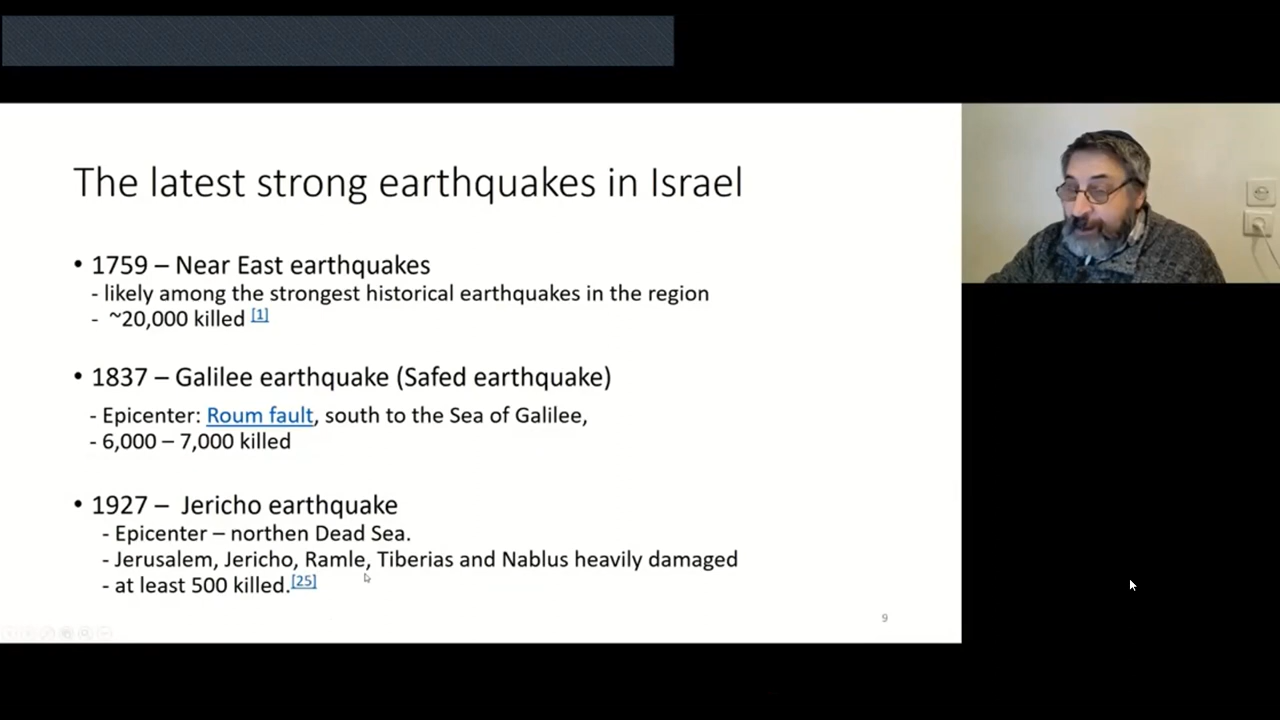 The latest strong earthquakes in Israel
• 1759 – Near East earthquakes
- likely among the strongest historical earthquakes in the region
- ~20,000 killed [1]
• 1837 – Galilee earthquake (Safed earthquake)
- Epicenter: Roum fault, south to the Sea of Galilee,
- 6,000 – 7,000 killed
• 1927 – Jericho earthquake
- Epicenter – northen Dead Sea.
- Jerusalem, Jericho, Ramle, Tiberias and Nablus heavily damaged
- at least 500 killed.[25]
9